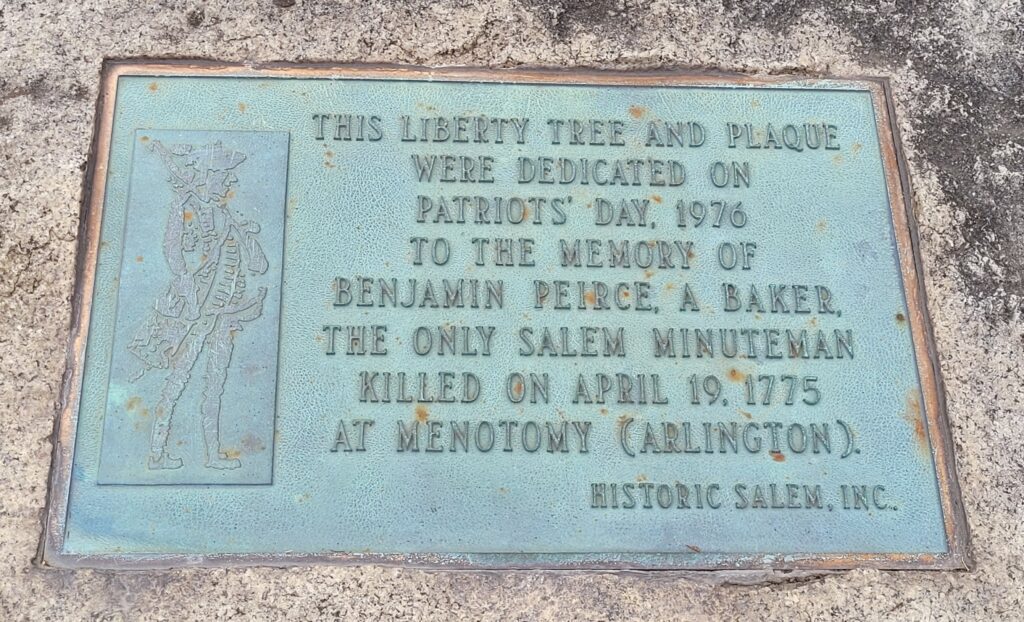 THIS LIBERTY TREE AND PLAQUE
WERE DEDICATED ON
PATRIOTS' DAY, 1976
TO THE MEMORY OF
BENJAMIN PEIRCE, A BAKER,
THE ONLY SALEM MINUTEMAN
KILLED ON APRIL 19, 1775
AT MENOTOMY (ARLINGTON).
HISTORIC SALEM, INC.